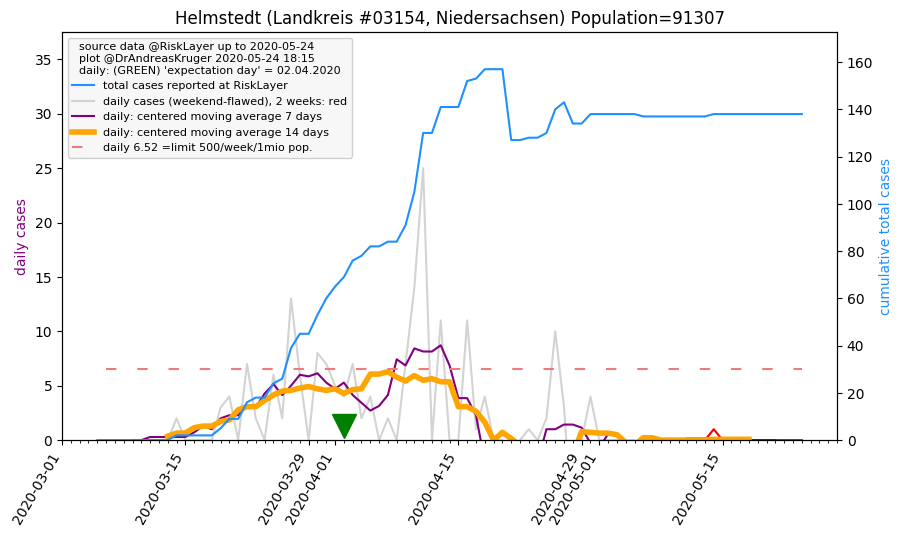 Helmstedt (Landkreis #03154, Niedersachsen) Population=91307
source data @RiskLayer up to 2020-05-24
plot @DrAndreasKruger 2020-05-24 18:15
daily: (GREEN) 'expectation day' = 02.04.2020
total cases reported at RiskLayer
daily cases (weekend-flawed), 2 weeks: red
daily: centered moving average 7 days
daily: centered moving average 14 days
daily 6.52 =limit 500/week/1mio pop.
daily cases
35
30
25
20
15
10
5
0
cumulative total cases
160
140
120
100
80
60
40
20
0
2020-03-01
2020-03-15
2020-03-29
2020-04-01
2020-04-15
2020-04-29
2020-05-01
2020-05-15